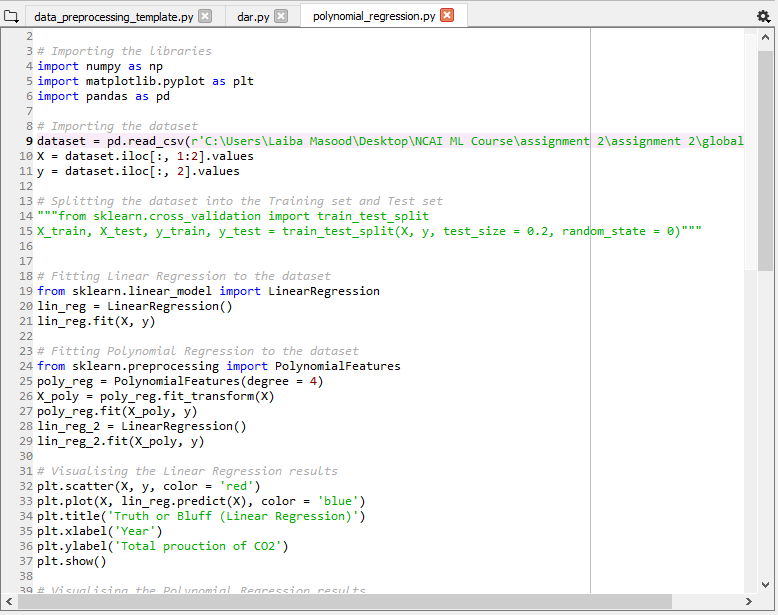 data_preprocessing_template.py dar.py polynomial_regression.py
2
3 # Importing the libraries
4 import numpy as np
5 import matplotlib.pyplot as plt
6 import pandas as pd
7
8 # Importing the dataset
9 dataset = pd.read_csv(r'C:\Users\Laiba Masood\Desktop\NCAI ML Course\assignment 2\assignment 2\global
10 X = dataset.iloc[:, 1:2].values
11 y = dataset.iloc[:, 2].values
12
13 # Splitting the dataset into the Training set and Test set
14 """from sklearn.cross_validation import train_test_split
15 X_train, X_test, y_train, y_test = train_test_split(X, y, test_size = 0.2, random_state = 0)"""
16
17
18 # Fitting Linear Regression to the dataset
19 from sklearn.linear_model import LinearRegression
20 lin_reg = LinearRegression()
21 lin_reg.fit(X, y)
22
23 # Fitting Polynomial Regression to the dataset
24 from sklearn.preprocessing import PolynomialFeatures
25 poly_reg = PolynomialFeatures(degree = 4)
26 X_poly = poly_reg.fit_transform(X)
27 poly_reg.fit(X_poly, y)
28 lin_reg_2 = LinearRegression()
29 lin_reg_2.fit(X_poly, y)
30
31 # Visualising the Linear Regression results
32 plt.scatter(X, y, color = 'red')
33 plt.plot(X, lin_reg.predict(X), color = 'blue')
34 plt.title('Truth or Bluff (Linear Regression)')
35 plt.xlabel('Year')
36 plt.ylabel('Total prouction of CO2')
37 plt.show()
38
39 # Visualising the Polynomial Regression results